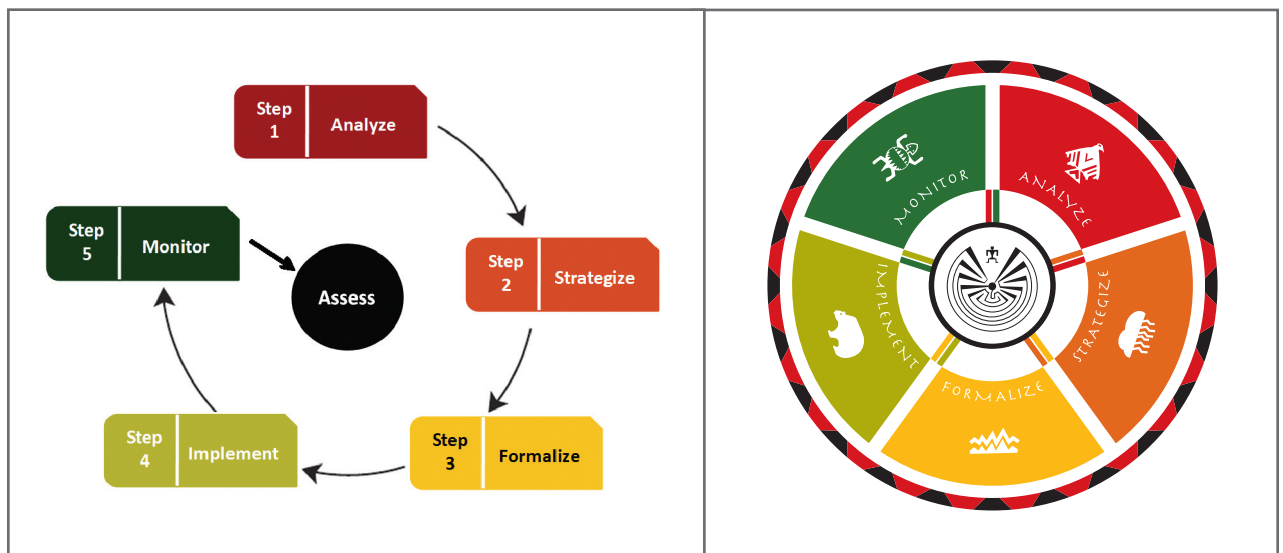 Step
1
Analyze
Step
2
Strategize
Step
3
Formalize
Step
4
Implement
Step
5
Monitor
Assess
MONITOR
ANALYZE
STRATEGIZE
FORMALIZE
IMPLEMENT